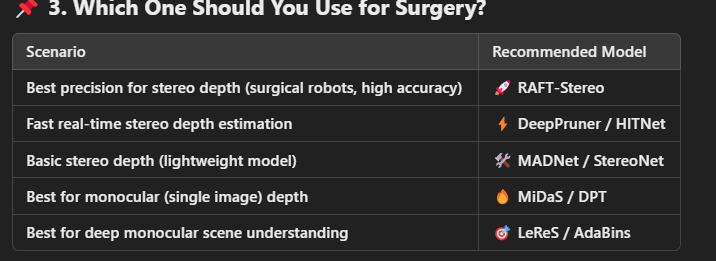 📌 3. Which One Should You Use for Surgery?
Scenario Recommended Model
Best precision for stereo depth (surgical robots, high accuracy) 🚀 RAFT-Stereo
Fast real-time stereo depth estimation ⚡ DeepPruner / HITNet
Basic stereo depth (lightweight model) 🛠 MADNet / StereoNet
Best for monocular (single image) depth 🔥 MiDaS / DPT
Best for deep monocular scene understanding 🎯 LeReS / AdaBins